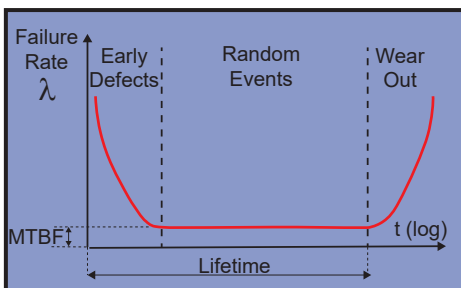 Failure
Rate
λ
Early
Defects
Random
Events
Wear
Out
MTBF
t (log)
Lifetime